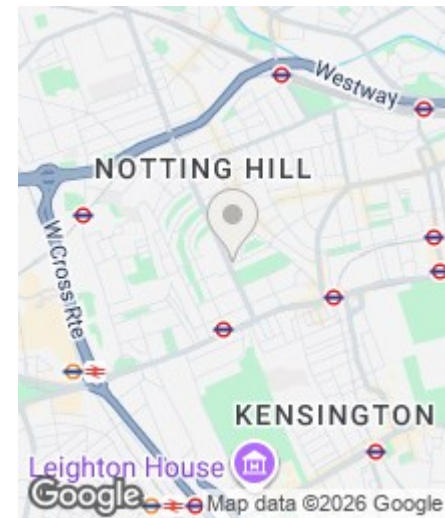 Westway
NOTTING HILL
W Cross Rte
KENSINGTON
Leighton House
Google
Map data ©2026 Google